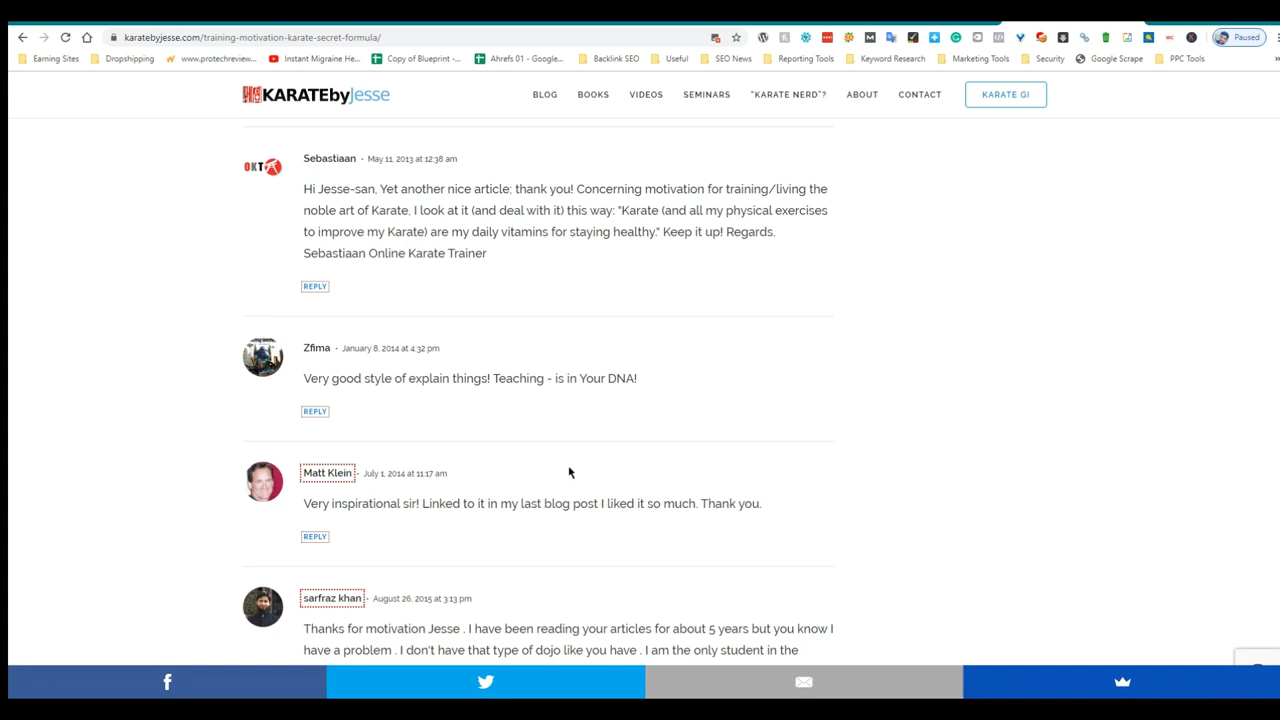 karatebyjesse.com/training-motivation-karate-secret-formula/
Paused
Earning Sites
Dropshipping
www.protechreview...
Instant Migraine He...
Copy of Blueprint -...
Ahrefs 01 - Google...
Backlink SEO
Useful
SEO News
Reporting Tools
Keyword Research
Marketing Tools
Security
Google Scrape
PPC Tools
KARATEbyJesse
BLOG
BOOKS
VIDEOS
SEMINARS
"KARATE NERD"?
ABOUT
CONTACT
KARATE GI
OKT
Sebastiaan · May 11, 2013 at 12:38 am
Hi Jesse-san, Yet another nice article; thank you! Concerning motivation for training/living the
noble art of Karate, I look at it (and deal with it) this way: "Karate (and all my physical exercises
to improve my Karate) are my daily vitamins for staying healthy." Keep it up! Regards,
Sebastiaan Online Karate Trainer
REPLY
Zfima · January 8, 2014 at 4:32 pm
Very good style of explain things! Teaching - is in Your DNA!
REPLY
Matt Klein · July 1, 2014 at 11:17 am
Very inspirational sir! Linked to it in my last blog post I liked it so much. Thank you.
REPLY
sarfraz khan · August 26, 2015 at 3:13 pm
Thanks for motivation Jesse . I have been reading your articles for about 5 years but you know I
have a problem . I don't have that type of dojo like you have . I am the only student in the